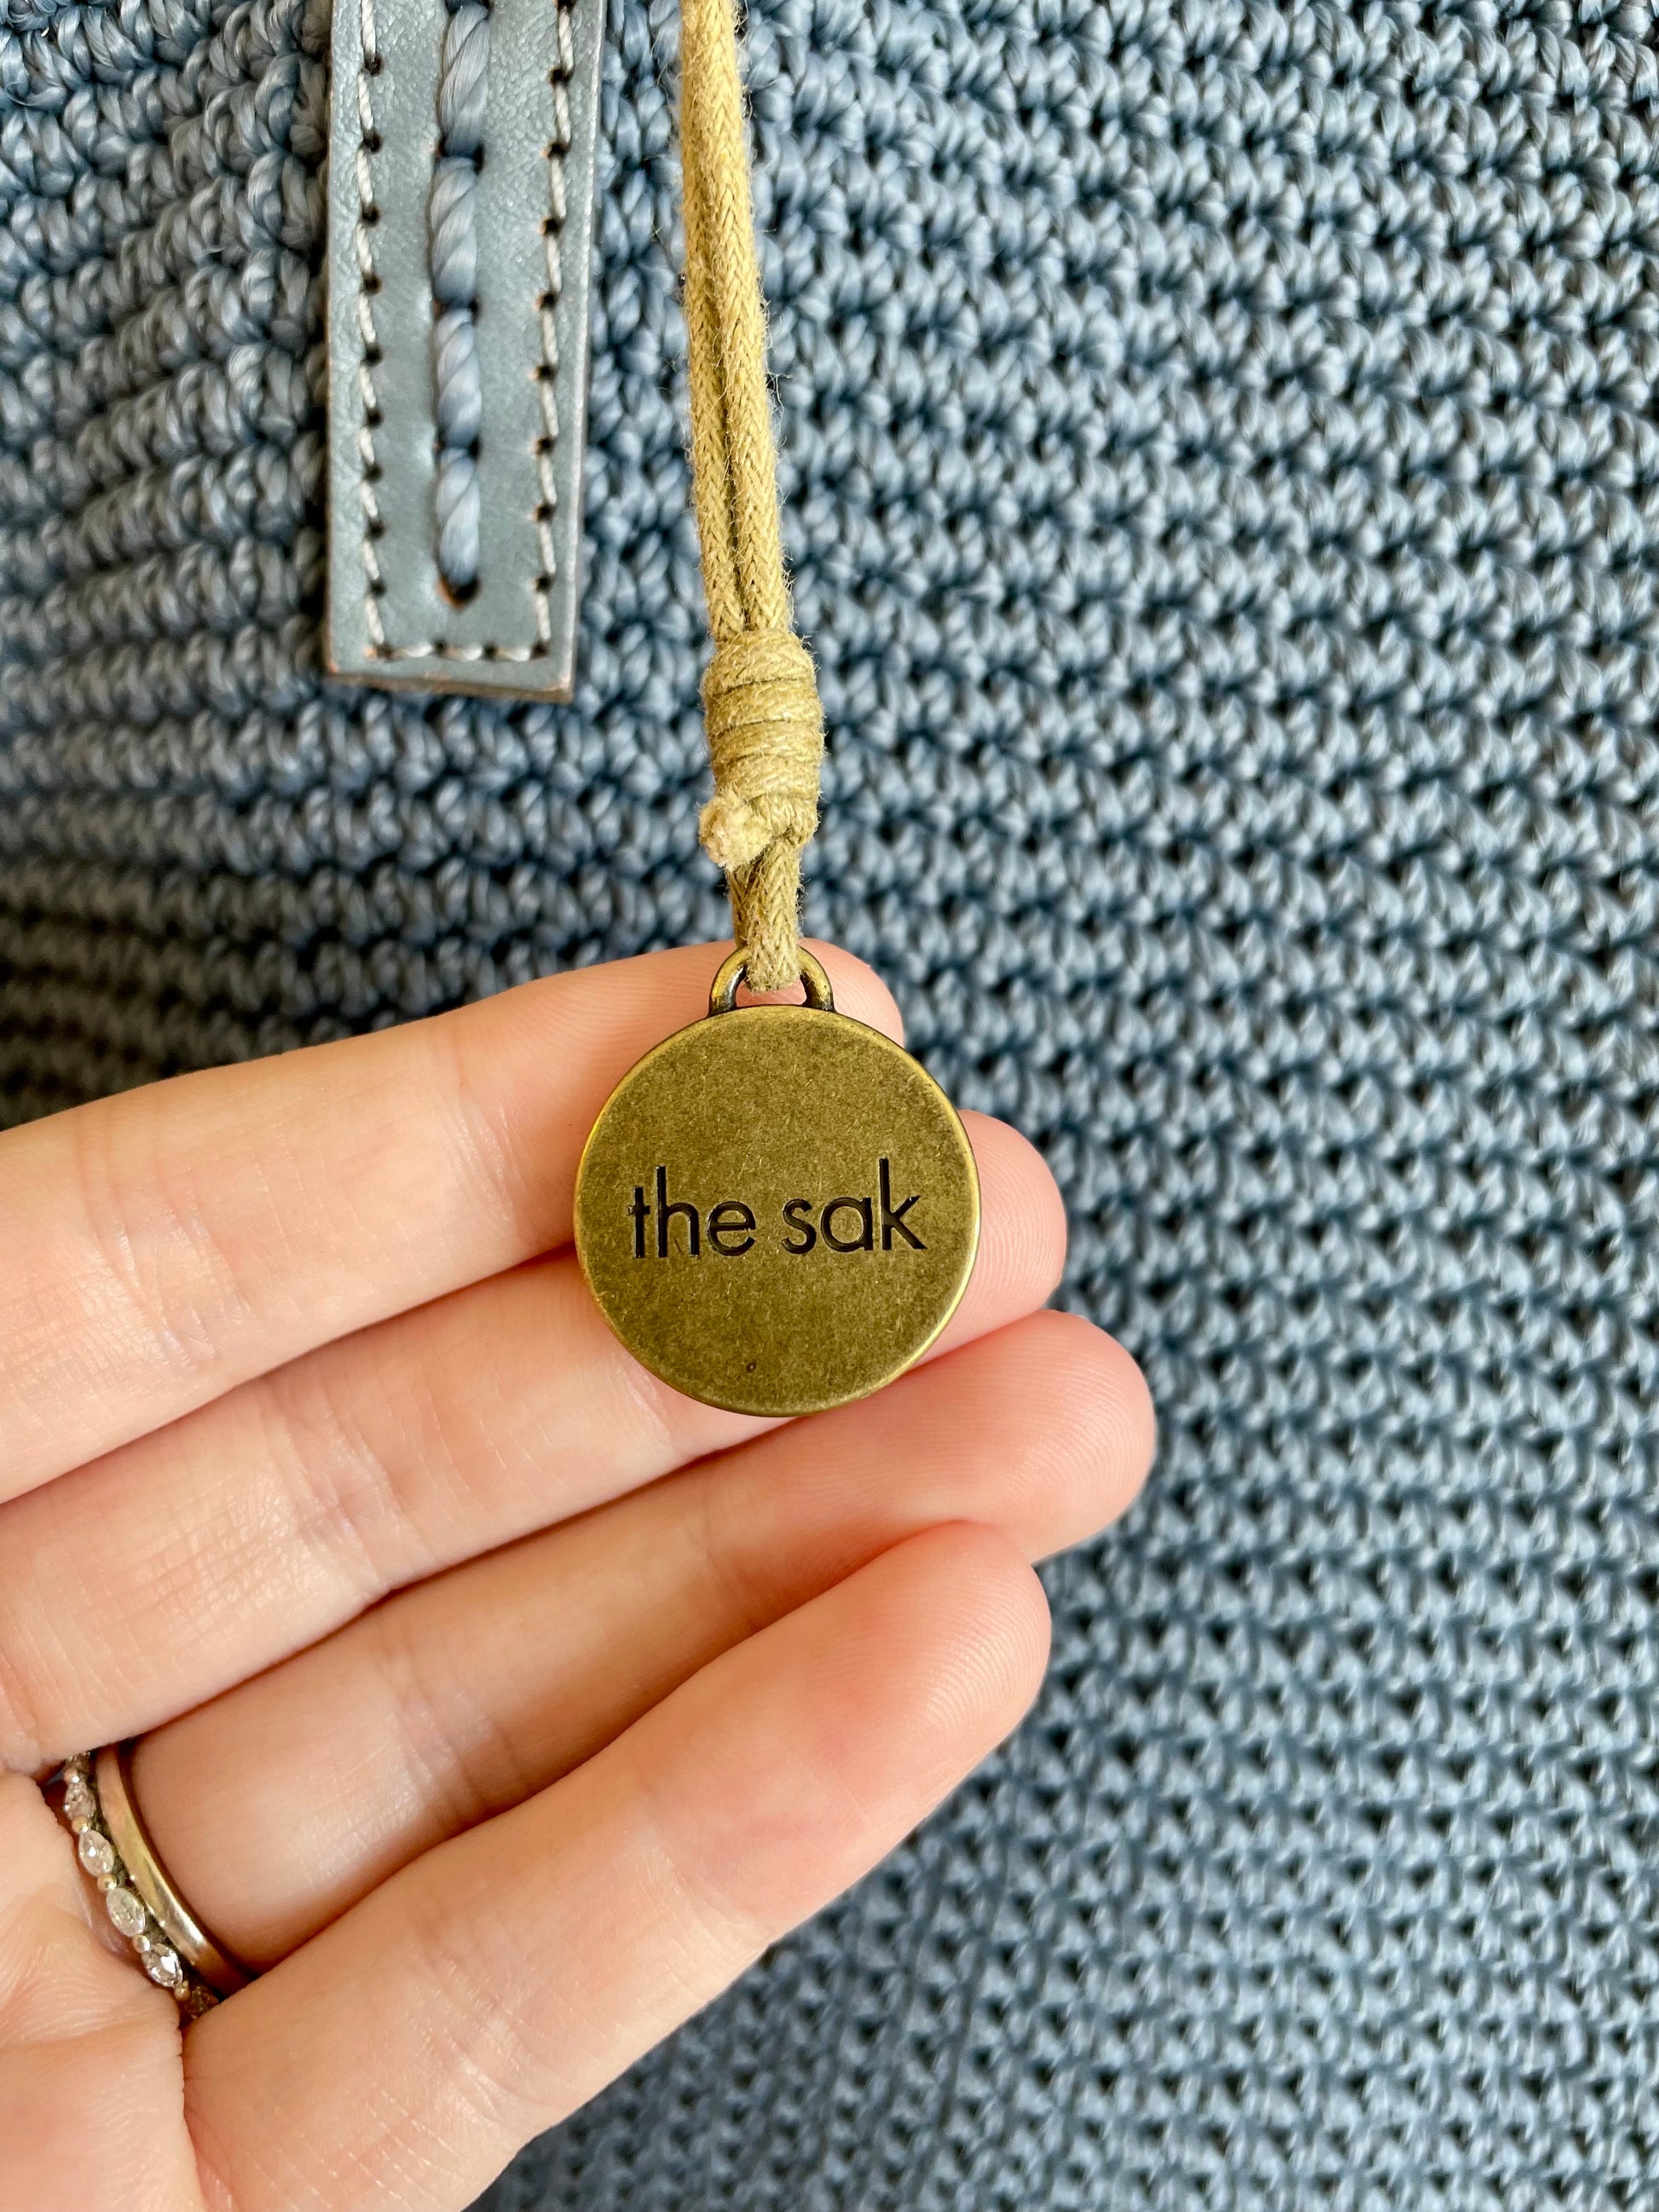 the sak